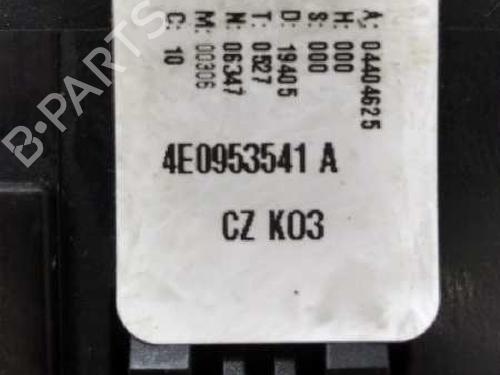 A: 04404625
H: 000
S: 000
D: 19405
T: 0827
N: 06347
M: 00306
C: 10
4E0953541 A
CZ K03
B-PARTS